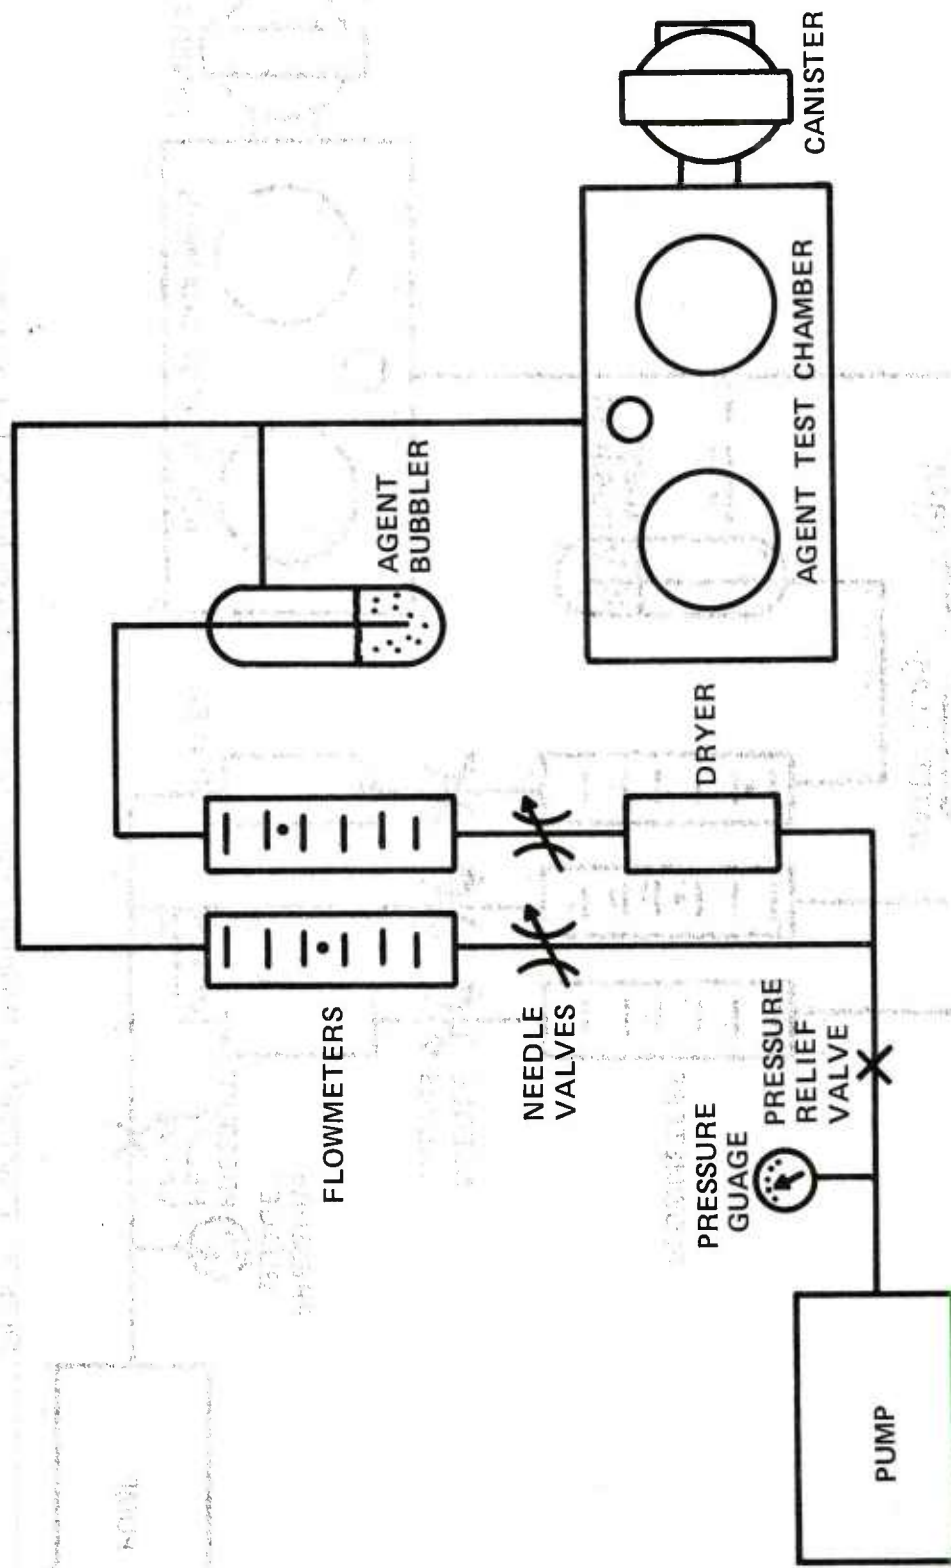 FLOWMETERS
AGENT
BUBBLER
NEEDLE
VALVES
DRYER
PRESSURE
GUAGE
PRESSURE
RELIEF
VALVE
PUMP
AGENT TEST CHAMBER
CANISTER